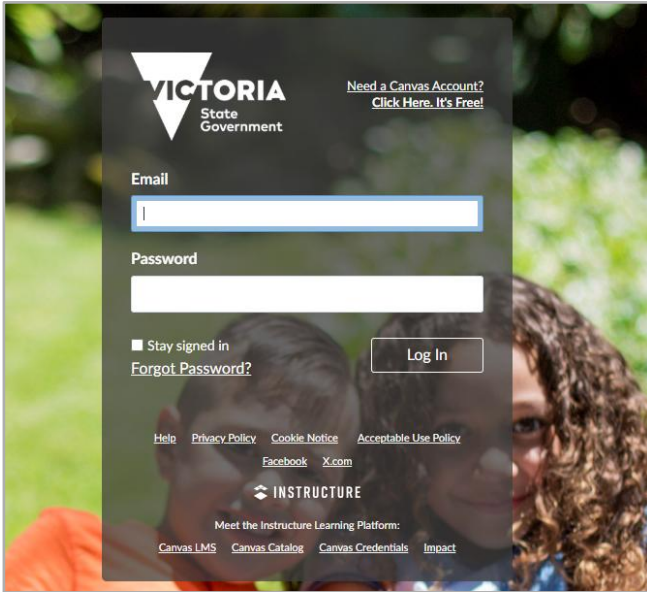 VICTORIA
State
Government
Need a Canvas Account?
Click Here. It's Free!
Email
Password
Stay signed in
Forgot Password?
Log In
Help Privacy Policy Cookie Notice Acceptable Use Policy
Facebook X.com
INSTRUCTURE
Meet the Instructure Learning Platform:
Canvas LMS Canvas Catalog Canvas Credentials Impact